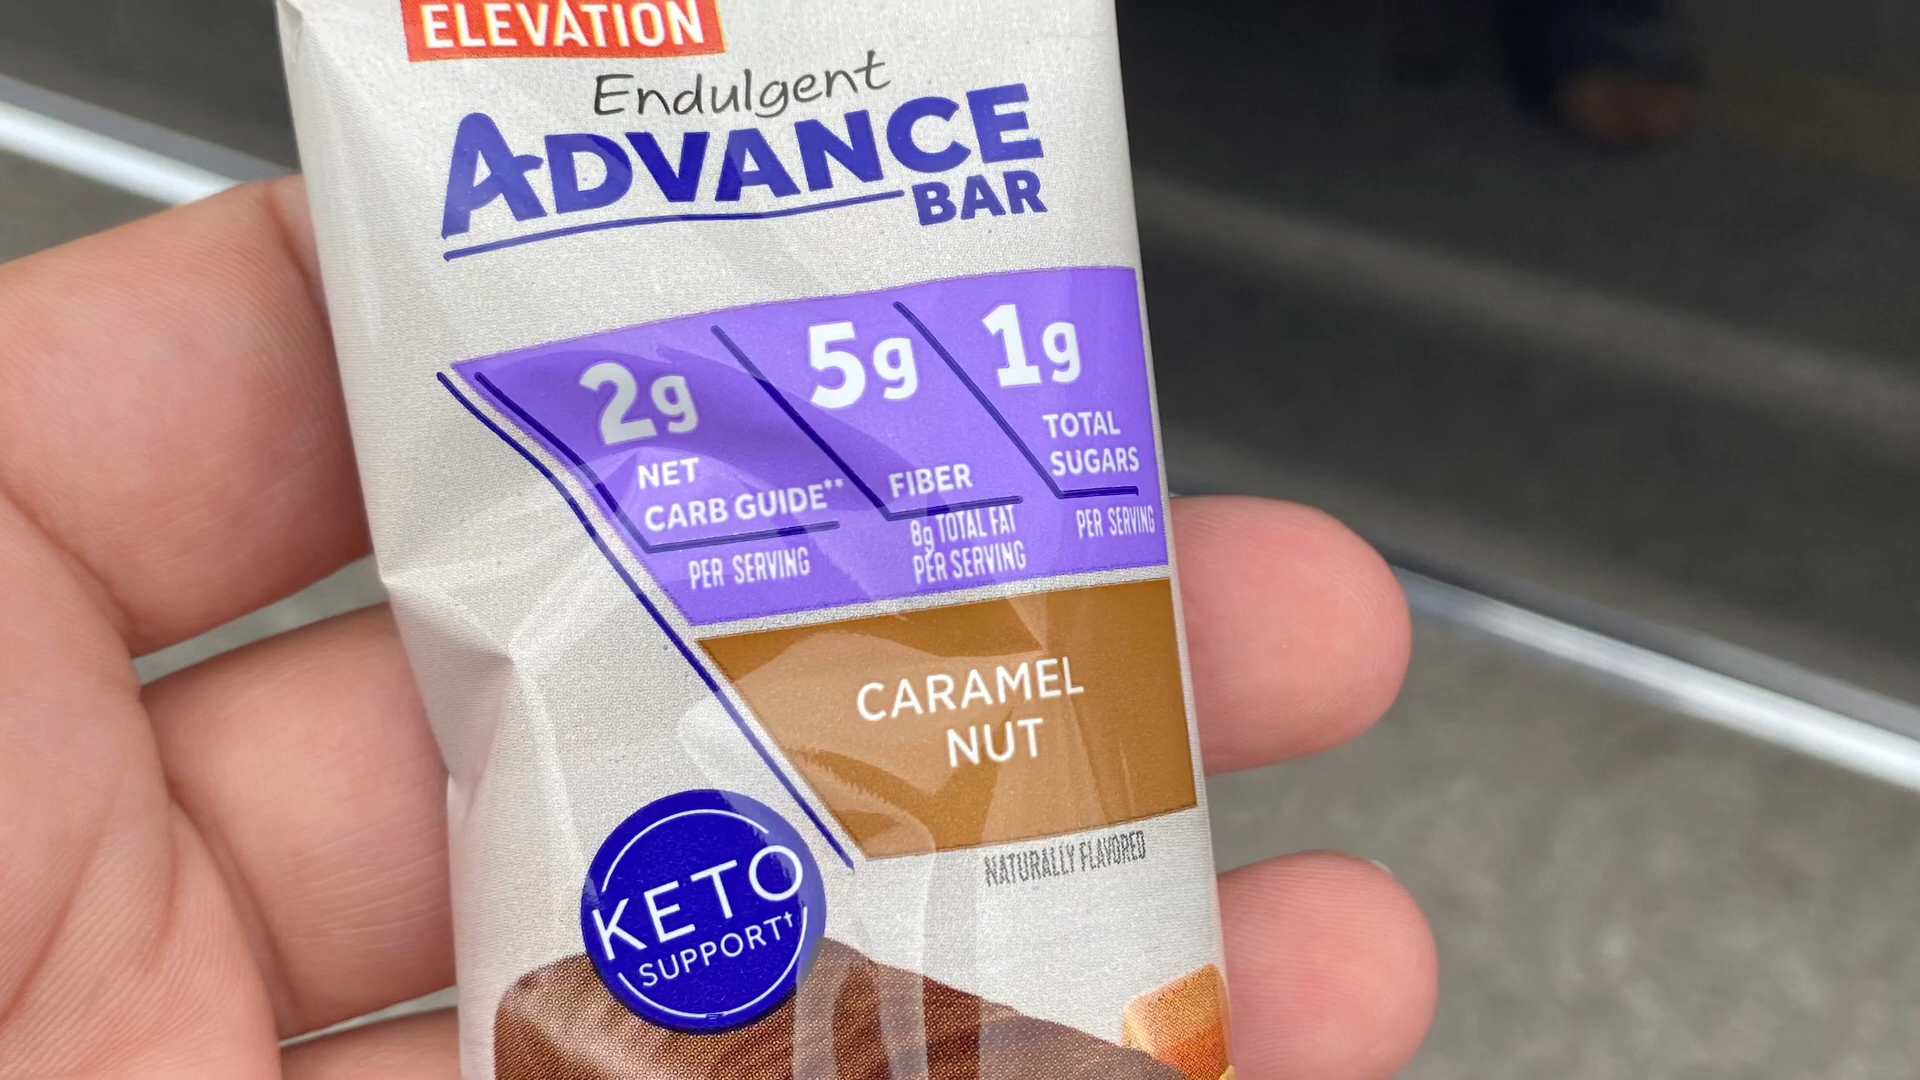 ELEVATION
Endulgent
ADVANCE
BAR
2g
NET
CARB GUIDE**
PER SERVING
5g
FIBER
8g TOTAL FAT
PER SERVING
1g
TOTAL
SUGARS
PER SERVING
CARAMEL
NUT
NATURALLY FLAVORED
KETO
SUPPORT†